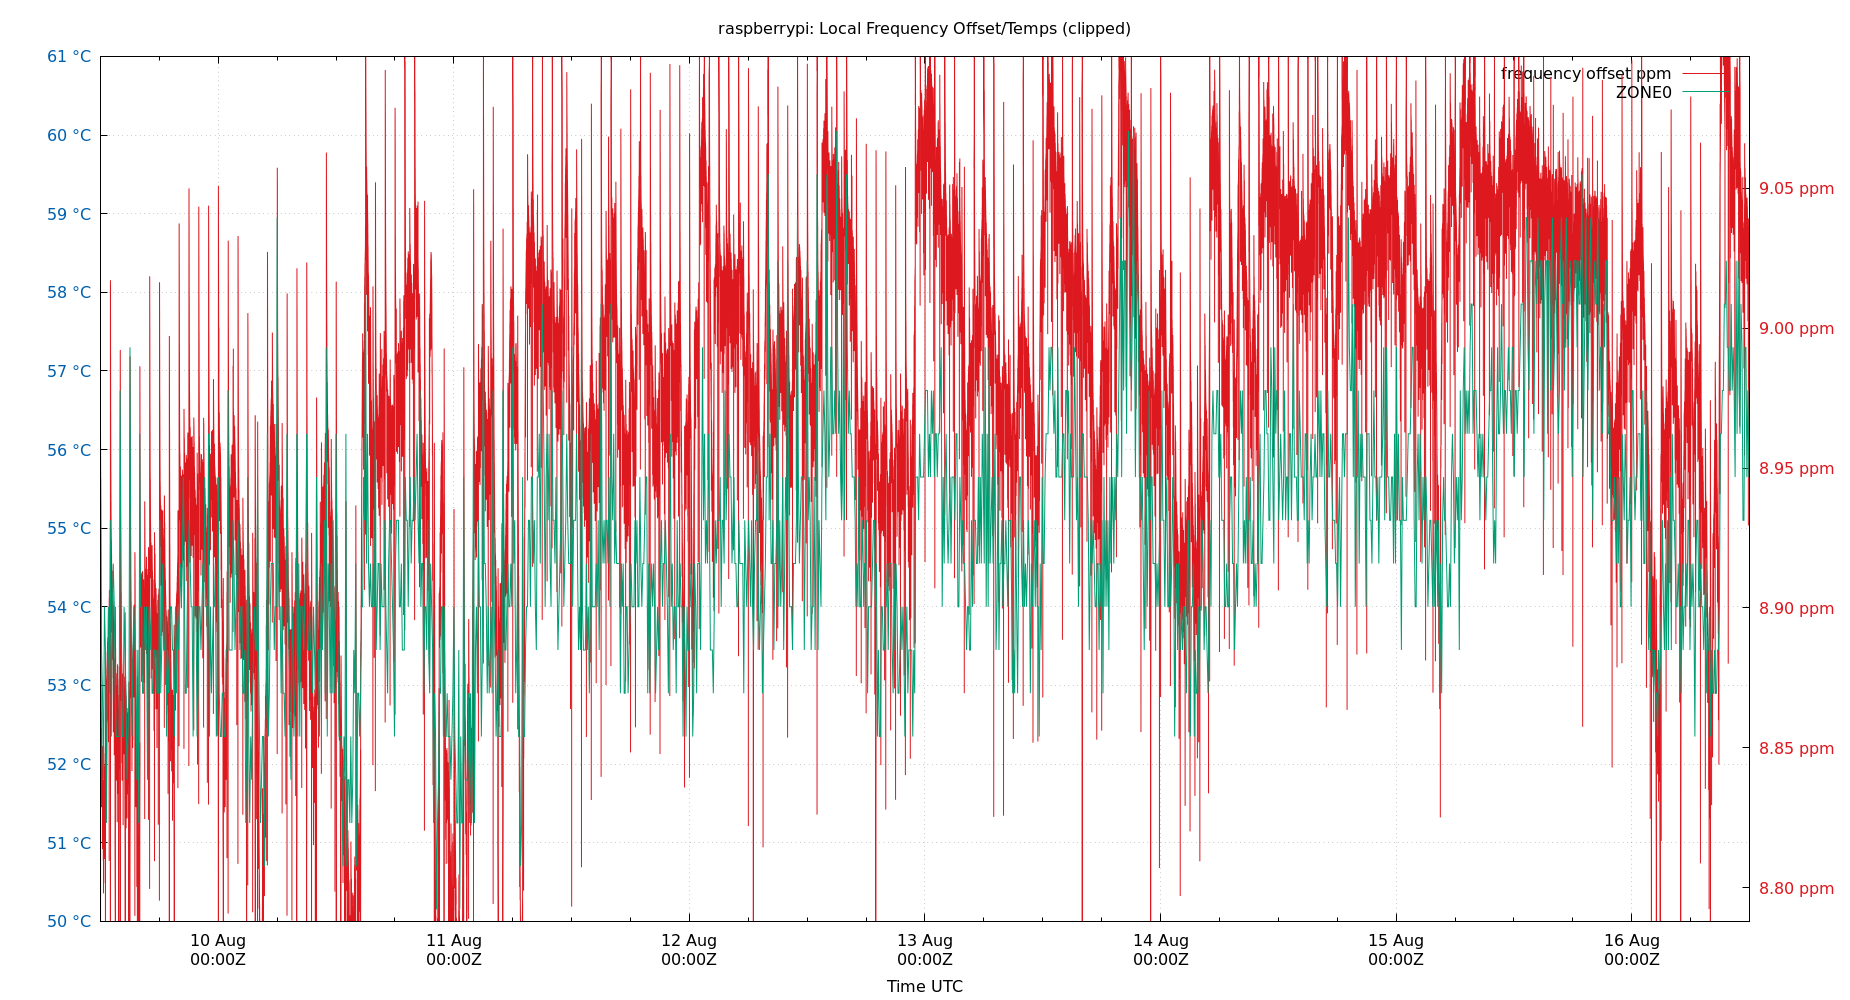 raspberrypi: Local Frequency Offset/Temps (clipped)
61 °C
60 °C
59 °C
58 °C
57 °C
56 °C
55 °C
54 °C
53 °C
52 °C
51 °C
50 °C
frequency offset ppm
ZONE0
9.05 ppm
9.00 ppm
8.95 ppm
8.90 ppm
8.85 ppm
8.80 ppm
10 Aug
00:00Z
11 Aug
00:00Z
12 Aug
00:00Z
13 Aug
00:00Z
14 Aug
00:00Z
15 Aug
00:00Z
16 Aug
00:00Z
Time UTC